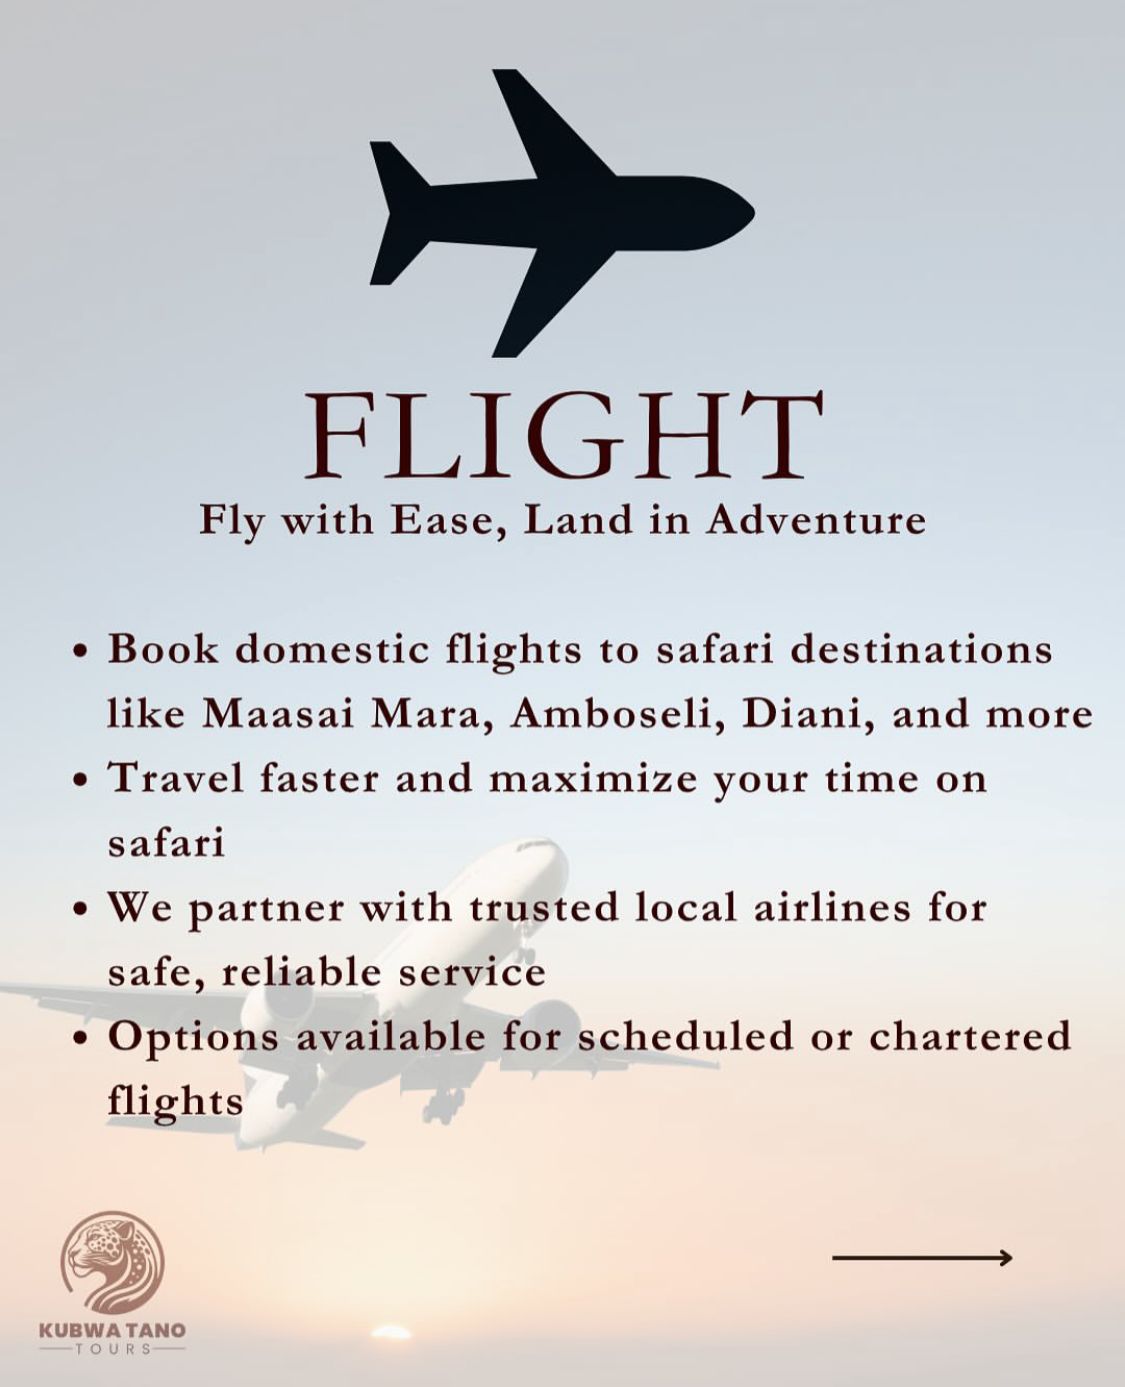 FLIGHT
Fly with Ease, Land in Adventure
• Book domestic flights to safari destinations
like Maasai Mara, Amboseli, Diani, and more
• Travel faster and maximize your time on
safari
• We partner with trusted local airlines for
safe, reliable service
• Options available for scheduled or chartered
flights
KUBWA TANO
TOURS